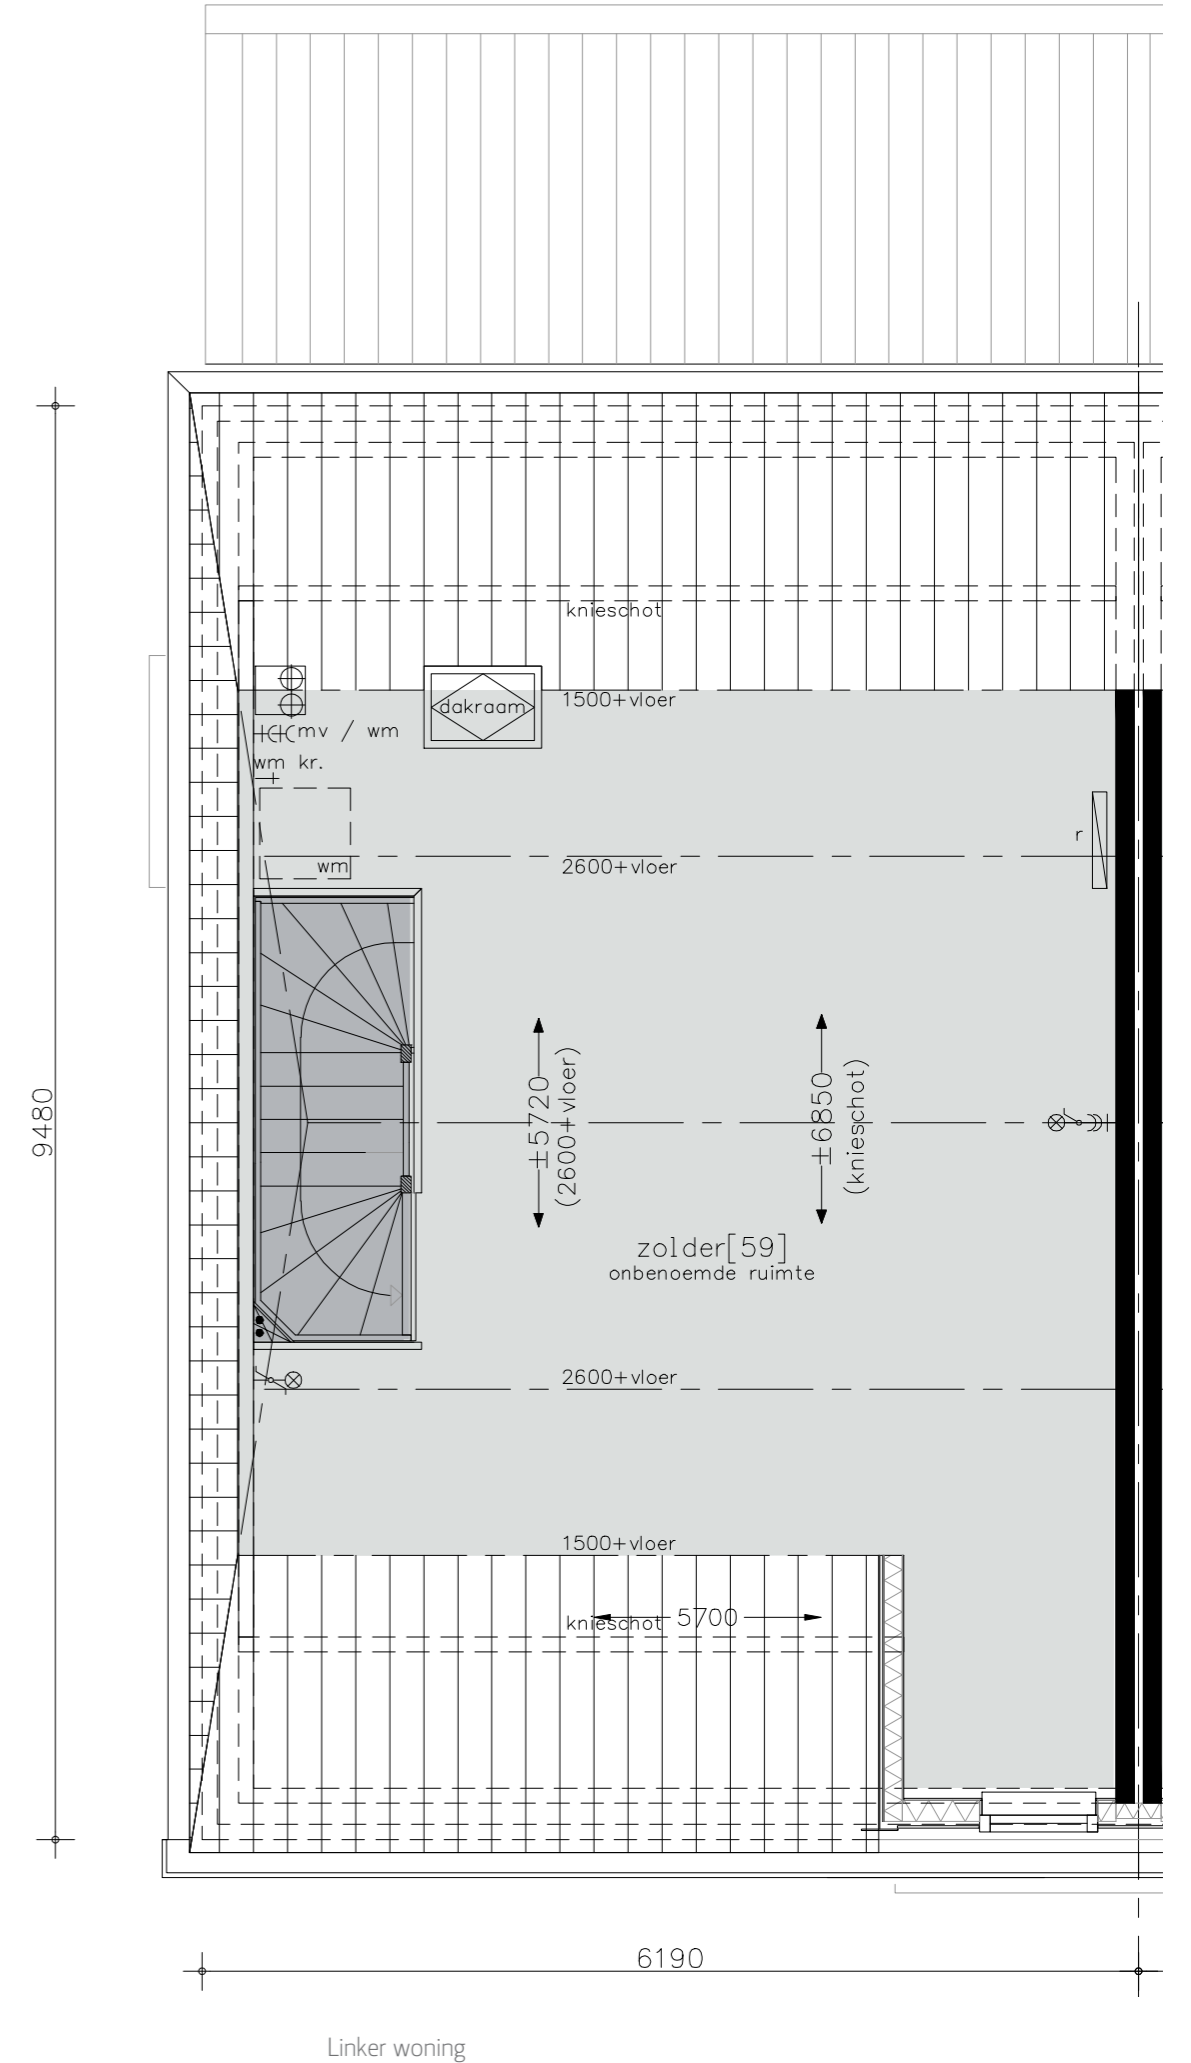 knieschot
dakraam
1500+vloer
mv / wm
wm kr.
wm
2600+vloer
r
9480
±5720
(2600+vloer)
±6850
(knieschot)
zolder[59]
onbenoemde ruimte
2600+vloer
1500+vloer
knieschot
5700
6190
Linker woning